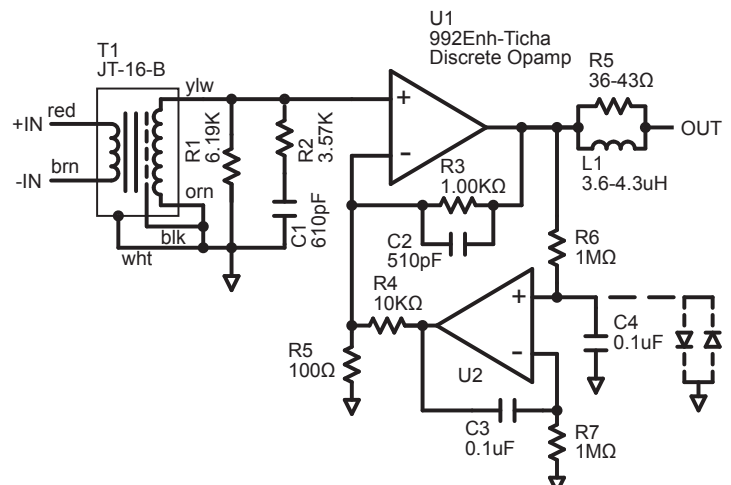 U1
992Enh-Ticha
Discrete Opamp
T1
JT-16-B
R5
36-43Ω
ylw
red
+IN
+
OUT
R1
6.19K
R2
3.57K
L1
3.6-4.3uH
brn
-IN
-
R3
1.00KΩ
orn
C1
610pF
C2
510pF
blk
wht
R6
1MΩ
R4
10KΩ
+
C4
0.1uF
R5
100Ω
-
U2
C3
0.1uF
R7
1MΩ